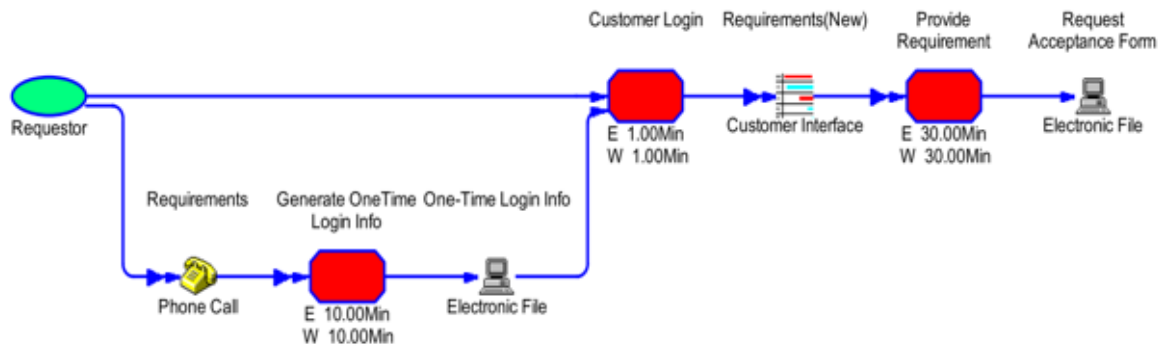 Customer Login
Requirements(New)
Provide
Requirement
Request
Acceptance Form
Requestor
E 1.00Min
W 1.00Min
Customer Interface
E 30.00Min
W 30.00Min
Electronic File
Requirements
Generate OneTime
Login Info
One-Time Login Info
Phone Call
E 10.00Min
W 10.00Min
Electronic File